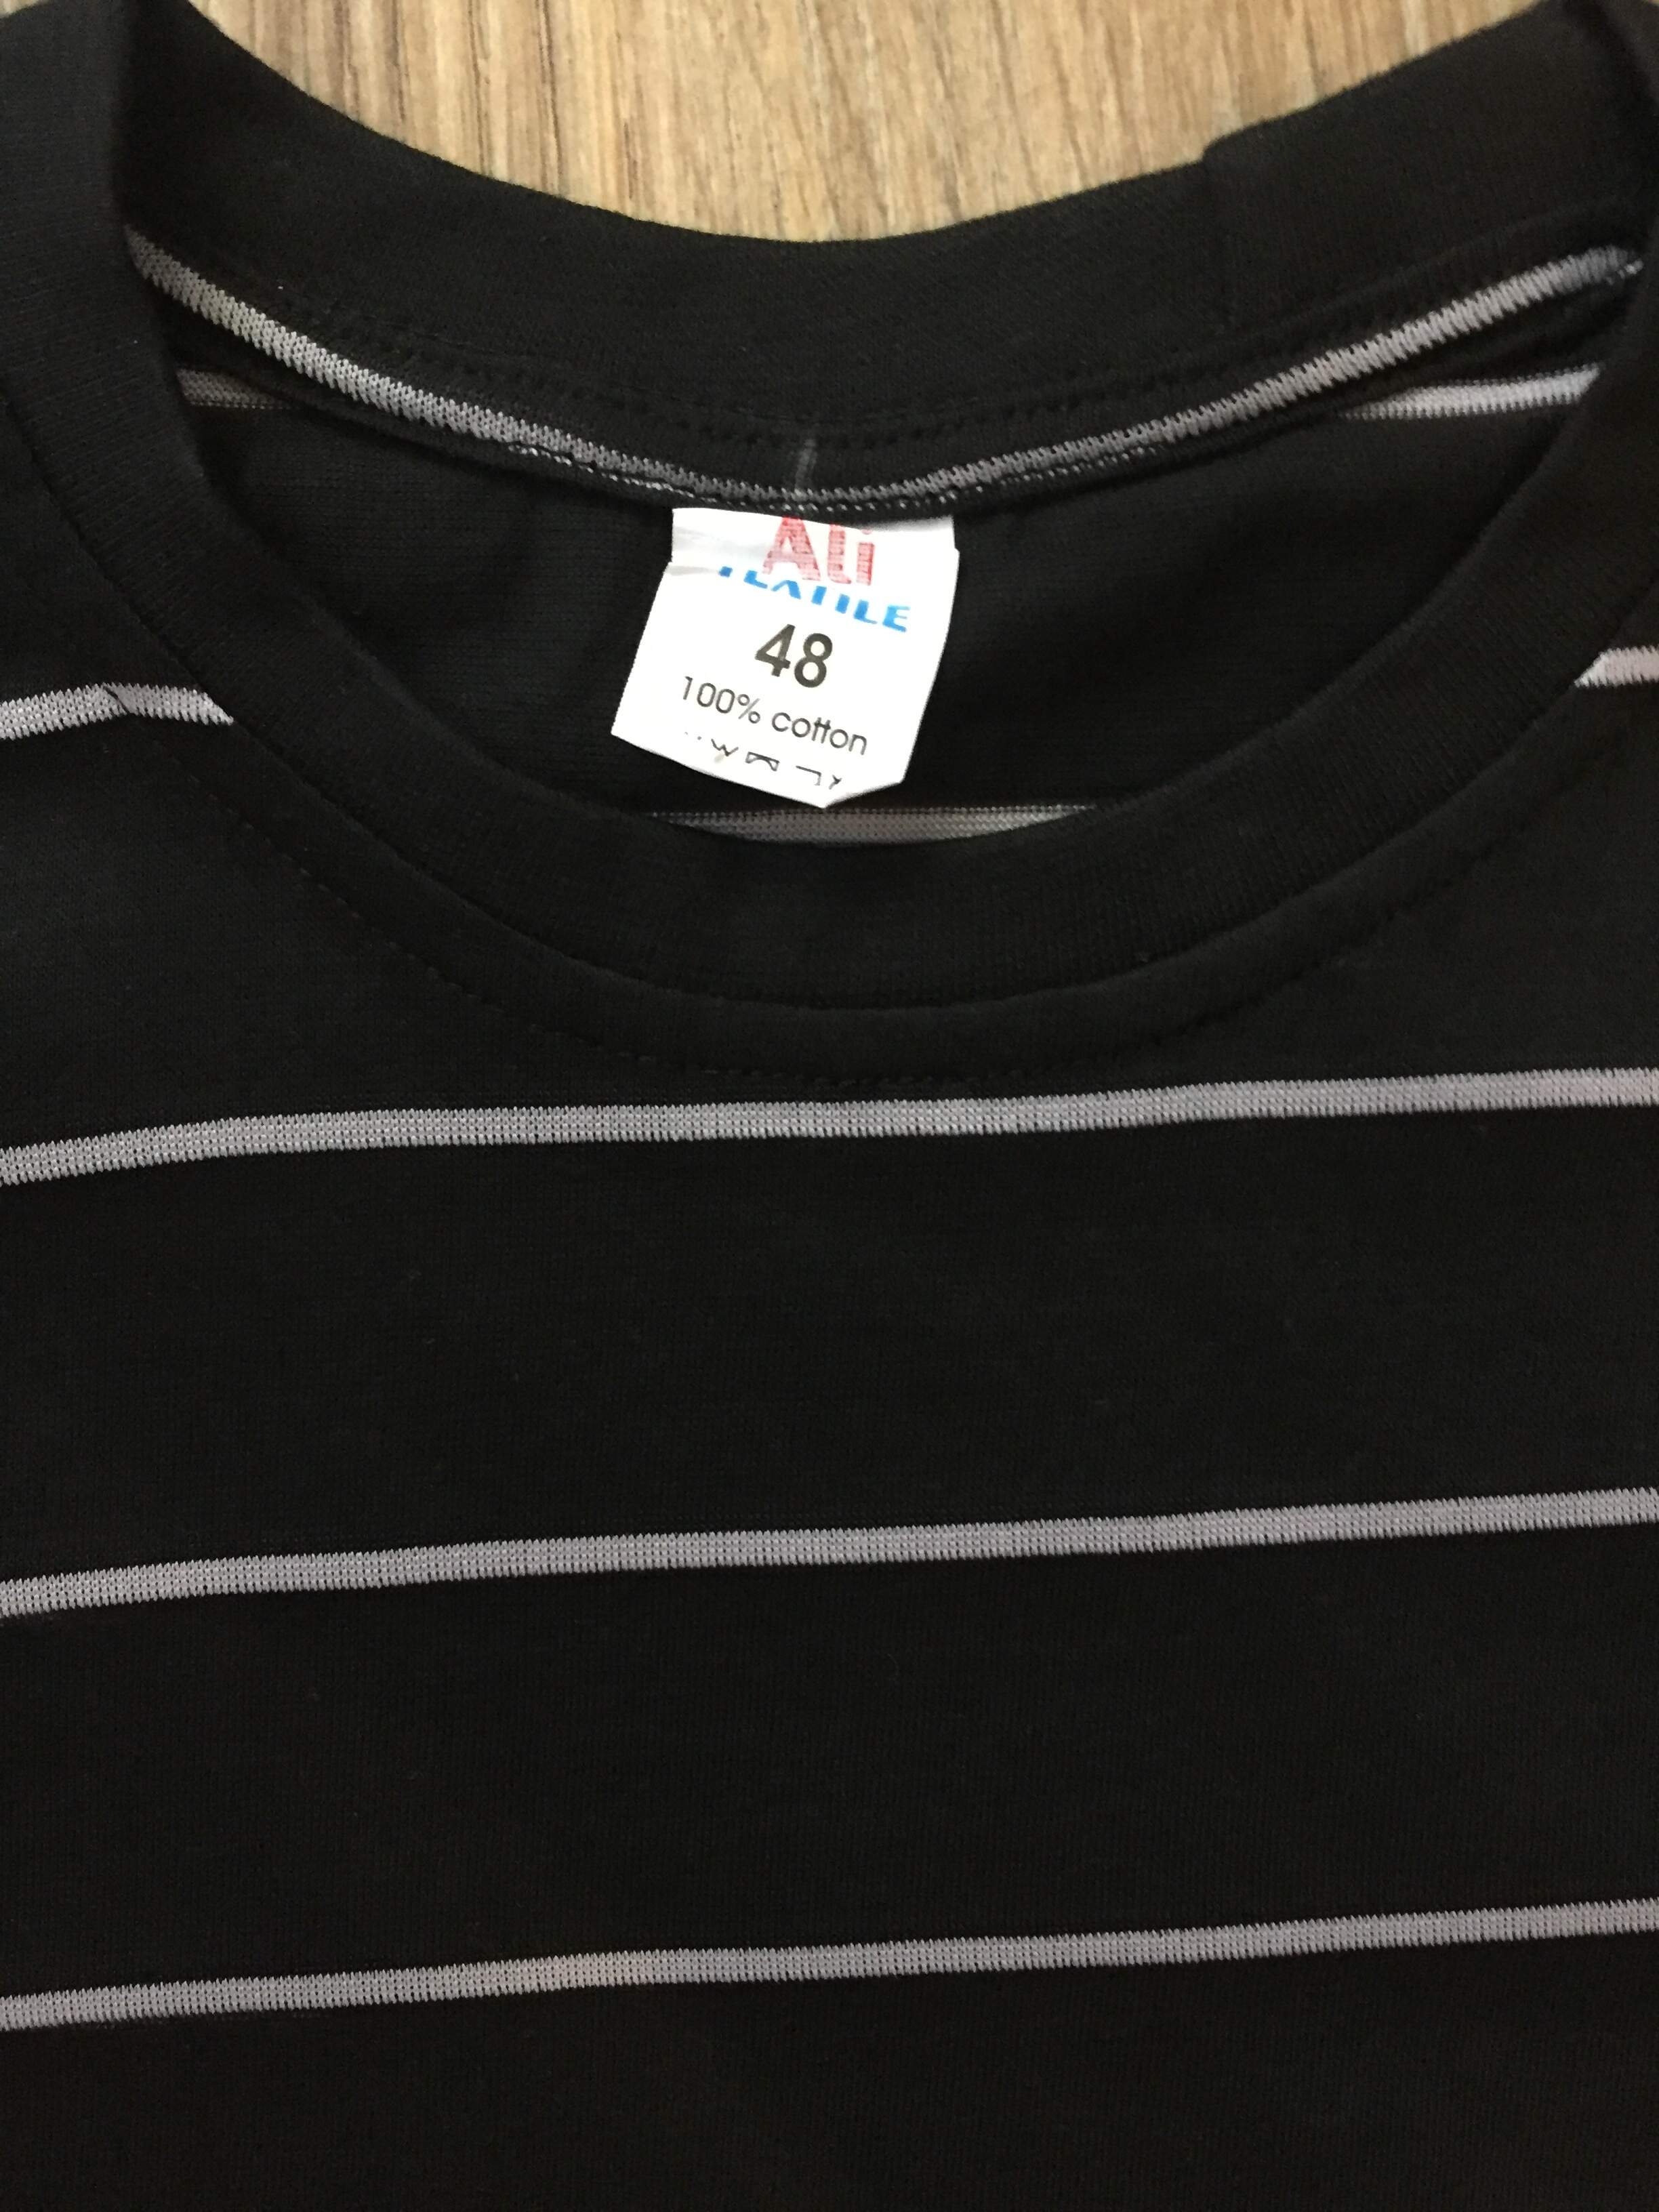 Ali
TEXTILE
48
100% cotton